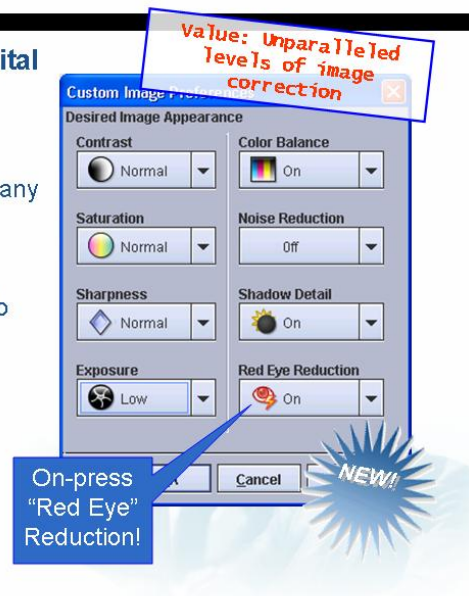 ital
any
Value: Unparalleled
levels of image
correction
Custom Image Preferences
Desired Image Appearance
Contrast
Normal
Color Balance
On
Saturation
Normal
Noise Reduction
Off
Sharpness
Normal
Shadow Detail
On
Exposure
Low
Red Eye Reduction
On
Cancel
On-press
“Red Eye”
Reduction!
NEW!